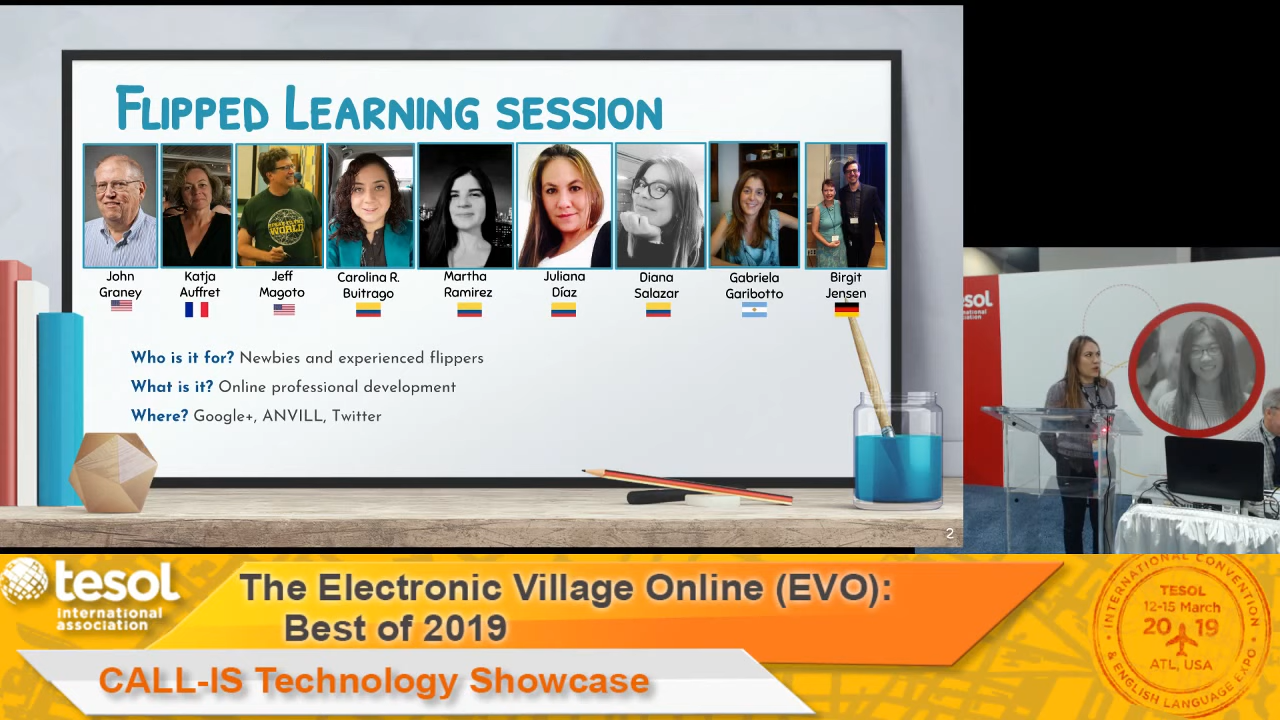 FLIPPED LEARNING SESSION
John
Graney
Katja
Auffret
Jeff
Magoto
Carolina R.
Buitrago
Martha
Ramirez
Juliana
Díaz
Diana
Salazar
Gabriela
Garibotto
Birgit
Jensen
Who is it for? Newbies and experienced flippers
What is it? Online professional development
Where? Google+, ANVILL, Twitter
2
tesol
international
association
The Electronic Village Online (EVO):
Best of 2019
CALL-IS Technology Showcase
INTERNATIONAL CONVENTION
TESOL
12-15 March
20 19
ATL, USA
& ENGLISH LANGUAGE EXPO